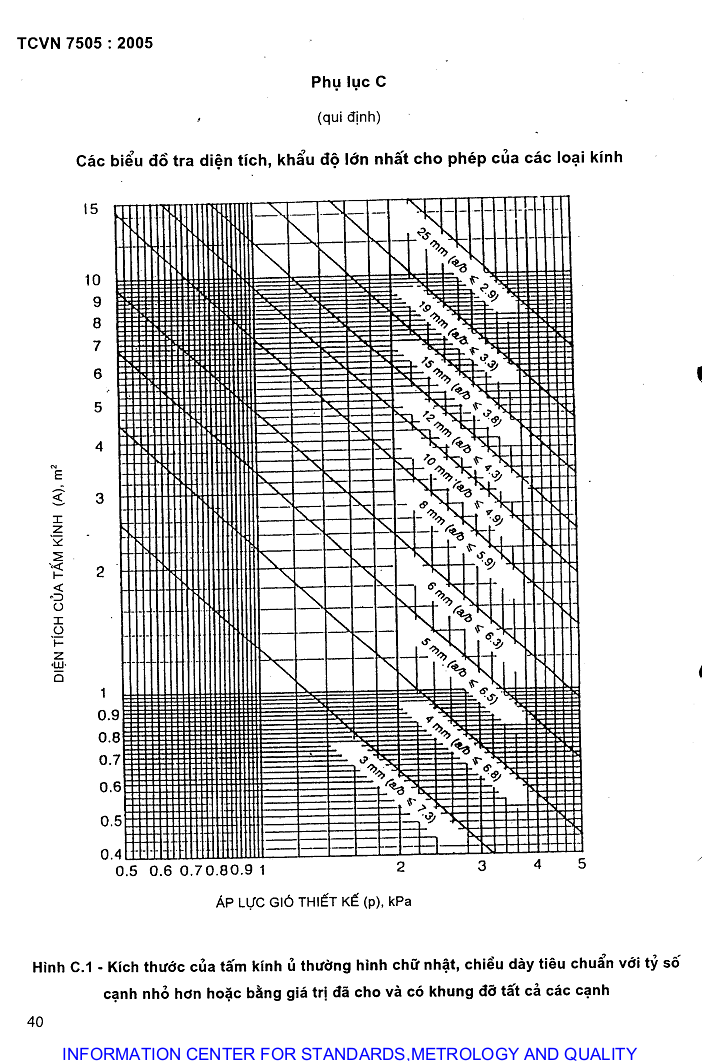 TCVN 7505 : 2005
Phụ lục C
(qui định)
Các biểu đồ tra diện tích, khẩu độ lớn nhất cho phép của các loại kính
15
10
9
8
7
6
5
4
3
2
1
0.9
0.8
0.7
0.6
0.5
0.4
DIỆN TÍCH CỦA TẤM KÍNH (A), m²
25 mm (a/b ≤ 2.9)
19 mm (a/b ≤ 3.3)
15 mm (a/b ≤ 3.8)
12 mm (a/b ≤ 4.3)
10 mm (a/b ≤ 4.9)
8 mm (a/b ≤ 5.9)
6 mm (a/b ≤ 6.3)
5 mm (a/b ≤ 6.5)
4 mm (a/b ≤ 6.8)
3 mm (a/b ≤ 7.3)
0.5 0.6 0.7 0.8 0.9 1 2 3 4 5
ÁP LỰC GIÓ THIẾT KẾ (p), kPa
Hình C.1 - Kích thước của tấm kính ủ thường hình chữ nhật, chiều dày tiêu chuẩn với tỷ số
cạnh nhỏ hơn hoặc bằng giá trị đã cho và có khung đỡ tất cả các cạnh
40
INFORMATION CENTER FOR STANDARDS,METROLOGY AND QUALITY